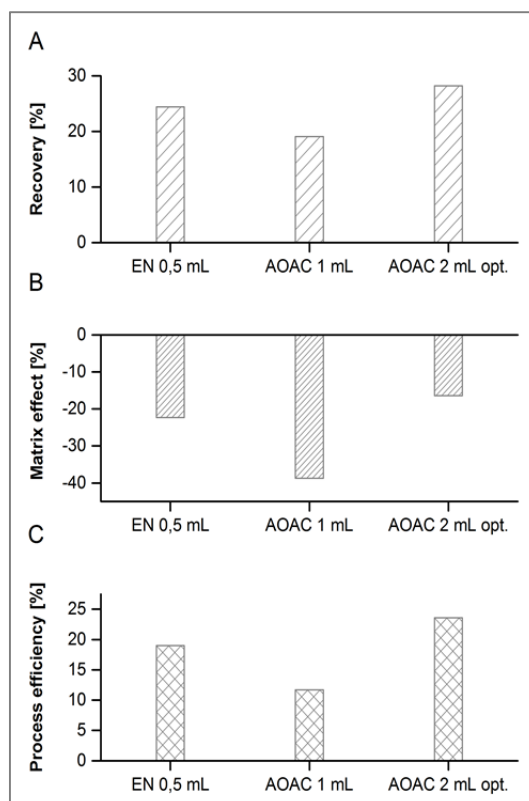 A
Recovery [%]
30
20
10
0
EN 0,5 mL AOAC 1 mL AOAC 2 mL opt.
B
Matrix effect [%]
0
-10
-20
-30
-40
EN 0,5 mL AOAC 1 mL AOAC 2 mL opt.
C
Process efficiency [%]
25
20
15
10
5
0
EN 0,5 mL AOAC 1 mL AOAC 2 mL opt.